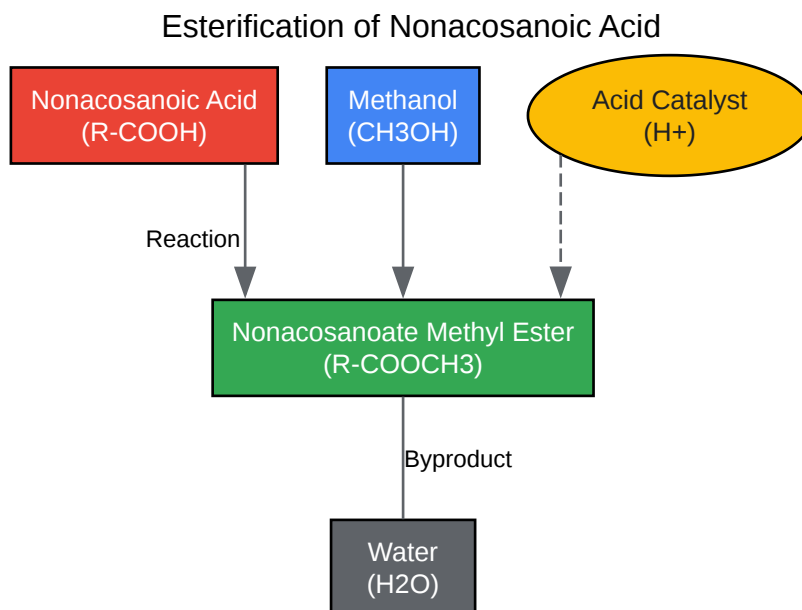 Esterification of Nonacosanoic Acid
Nonacosanoic Acid
(R-COOH)
Methanol
(CH3OH)
Acid Catalyst
(H+)
Reaction
Nonacosanoate Methyl Ester
(R-COOCH3)
Byproduct
Water
(H2O)